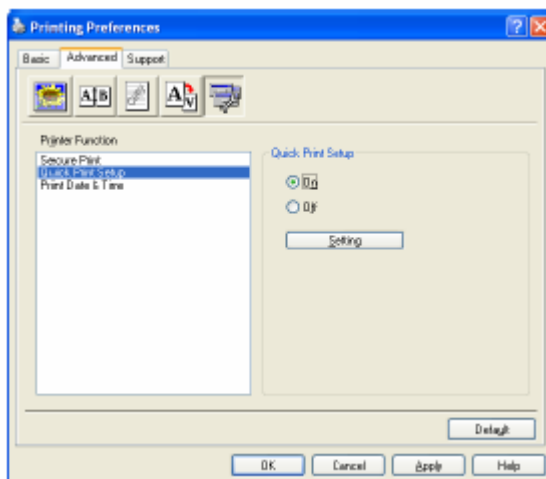 Printing Preferences
Basic Advanced Support
A B A V
Printer Function
Secure Print
Quick Print Setup
Print Date & Time
Quick Print Setup
On
Off
Setting
Default
OK Cancel Apply Help